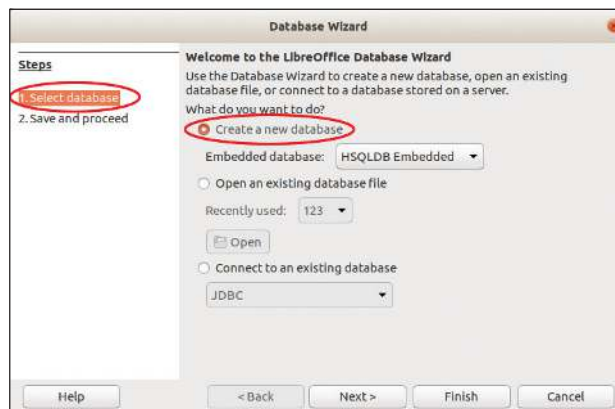 Database Wizard
Steps
1. Select database
2. Save and proceed
Welcome to the LibreOffice Database Wizard
Use the Database Wizard to create a new database, open an existing
database file, or connect to a database stored on a server.
What do you want to do?
Create a new database
Embedded database: HSQLDB Embedded
Open an existing database file
Recently used: 123
Open
Connect to an existing database
JDBC
Help
< Back
Next >
Finish
Cancel